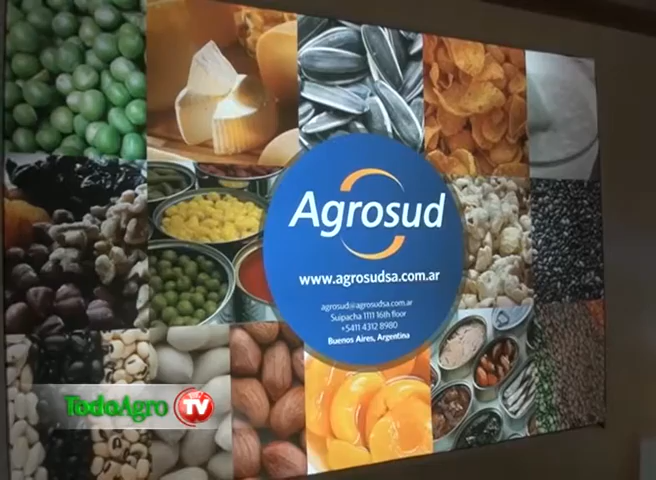 Agrosud
www.agrosudsa.com.ar
agrosud@agrosudsa.com.ar
Suipacha 1111 16th floor
+5411 4312 8980
Buenos Aires, Argentina
TodoAgro TV